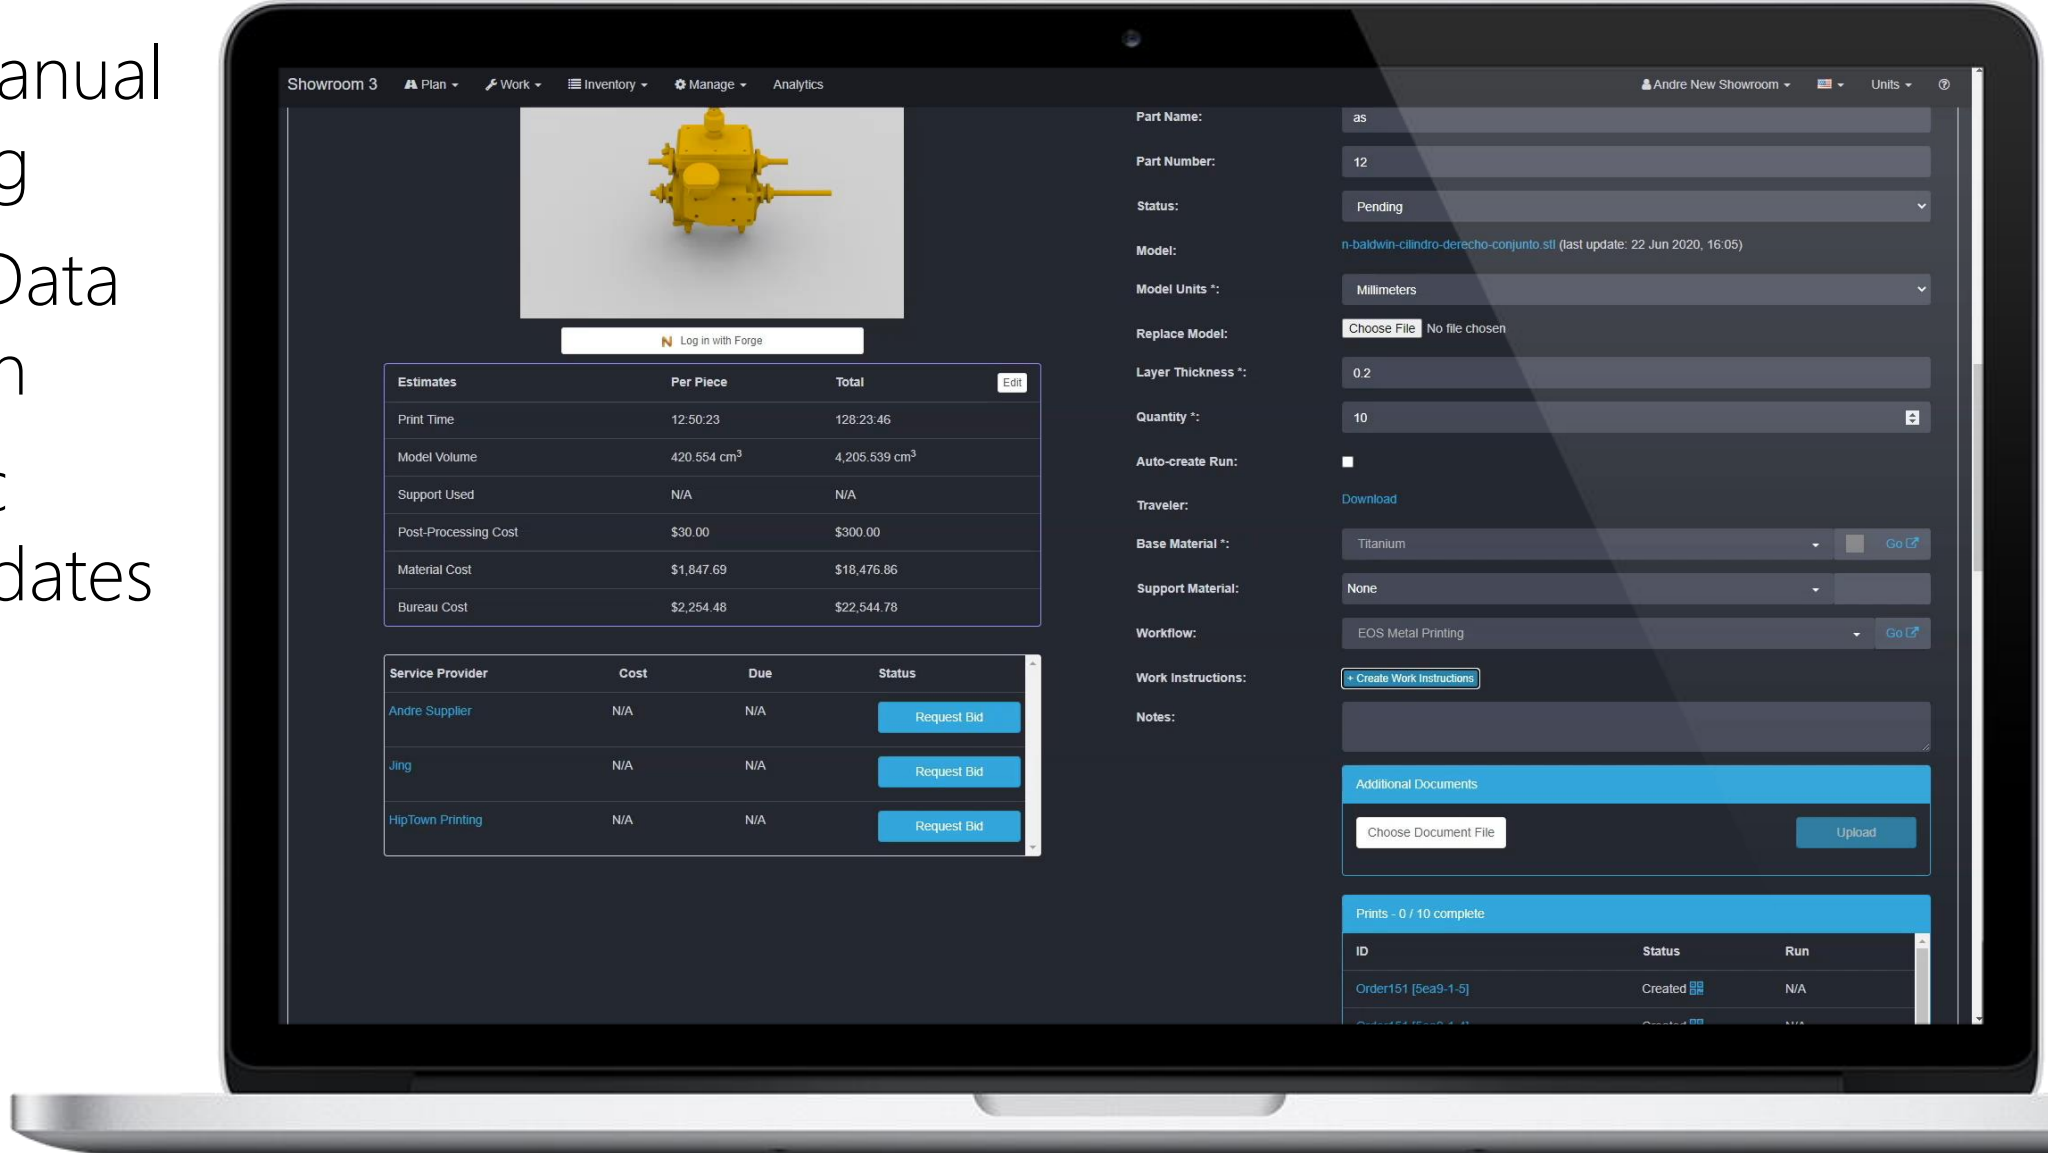 anual
g
Data
n
c
dates
Showroom 3 Plan Work Inventory Manage Analytics Andre New Showroom Units
Log in with Forge
Estimates Per Piece Total Edit
Print Time 12:50:23 128:23:46
Model Volume 420.554 cm³ 4,205.539 cm³
Support Used N/A N/A
Post-Processing Cost $30.00 $300.00
Material Cost $1,847.69 $18,476.86
Bureau Cost $2,254.48 $22,544.78
Service Provider Cost Due Status
Andre Supplier N/A N/A Request Bid
Jing N/A N/A Request Bid
HipTown Printing N/A N/A Request Bid
Part Name: as
Part Number: 12
Status: Pending
Model: n-baldwin-cilindro-derecho-conjunto.stl (last update: 22 Jun 2020, 16:05)
Model Units *: Millimeters
Replace Model: Choose File No file chosen
Layer Thickness *: 0.2
Quantity *: 10
Auto-create Run:
Traveler: Download
Base Material *: Titanium Go
Support Material: None
Workflow: EOS Metal Printing Go
Work Instructions: + Create Work Instructions
Notes:
Additional Documents
Choose Document File Upload
Prints - 0 / 10 complete
ID Status Run
Order151 [5ea9-1-5] Created N/A